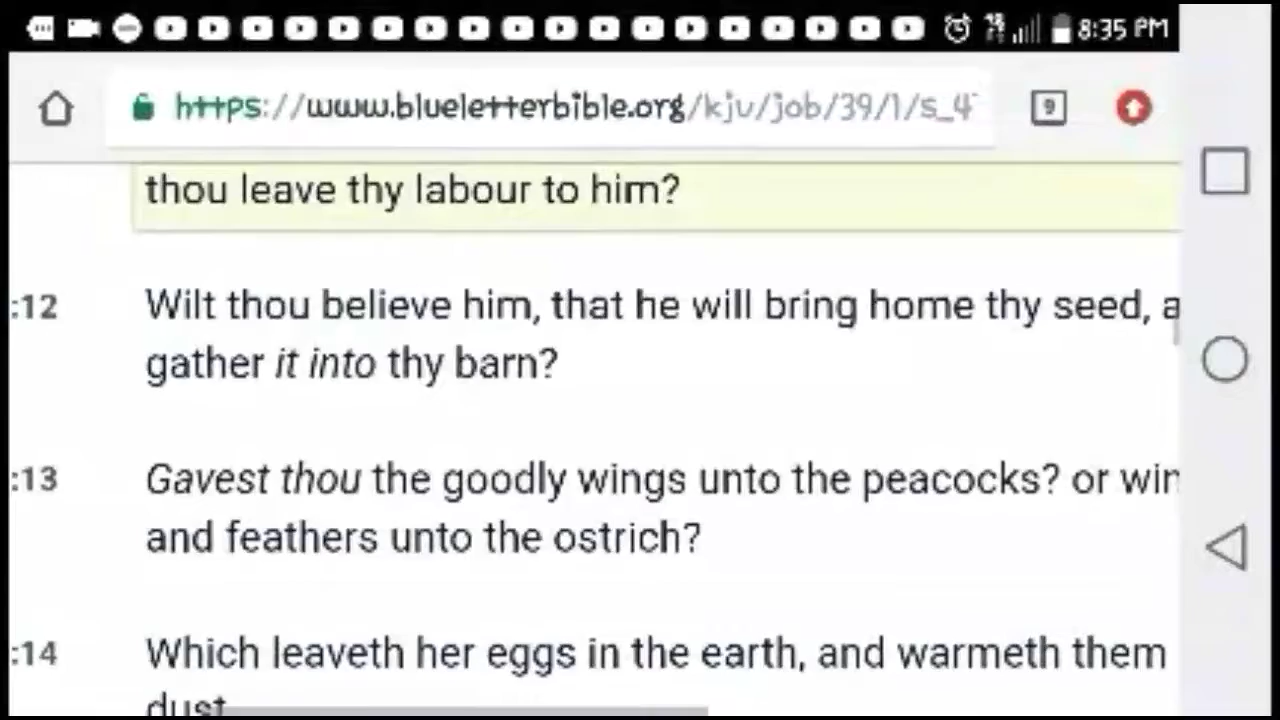 8:35 PM
https://www.blueletterbible.org/kjv/job/39/1/s_4
9
thou leave thy labour to him?
:12 Wilt thou believe him, that he will bring home thy seed, a
gather it into thy barn?
:13 Gavest thou the goodly wings unto the peacocks? or win
and feathers unto the ostrich?
:14 Which leaveth her eggs in the earth, and warmeth them
dust